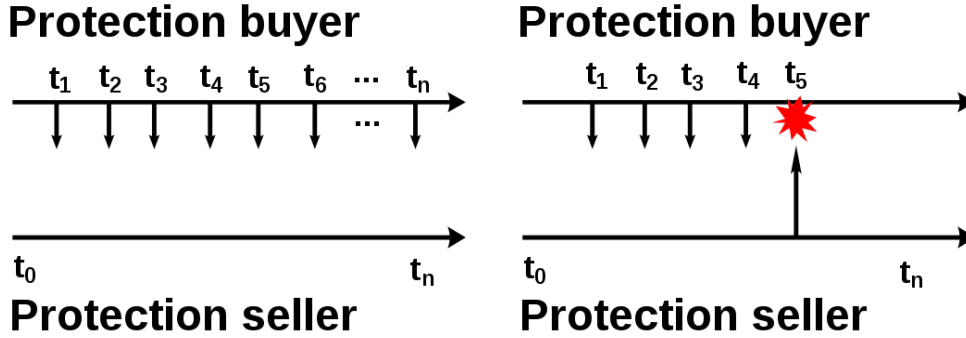 Protection buyer
t1 t2 t3 t4 t5 t6 ... tn
...
t0 tn
Protection seller
Protection buyer
t1 t2 t3 t4 t5
t0 tn
Protection seller